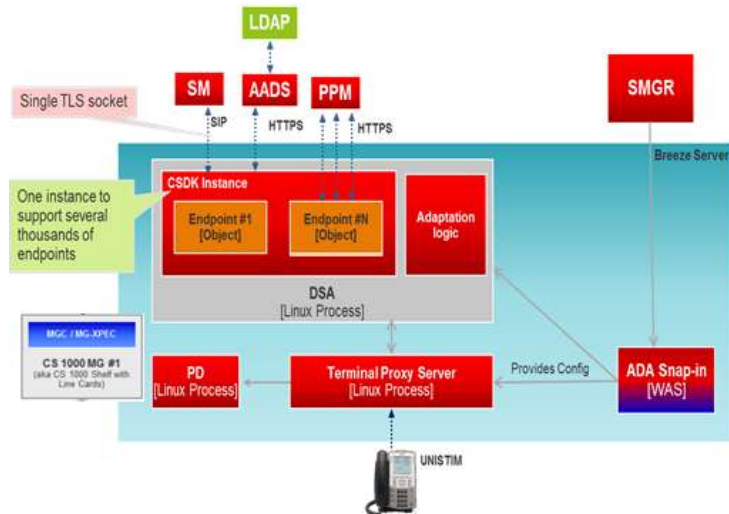 LDAP
SM
AADS
PPM
SMGR
Single TLS socket
SIP
HTTPS
HTTPS
Breeze Server
CSDK Instance
One instance to
support several
thousands of
endpoints
Endpoint #1
[Object]
Endpoint #N
[Object]
Adaptation
logic
DSA
[Linux Process]
MGC / MG-XPEC
CS 1000 MG #1
(aka CS 1000 Shelf with
Line Cards)
PD
[Linux Process]
Terminal Proxy Server
[Linux Process]
Provides Config
ADA Snap-in
[WAS]
UNISTIM